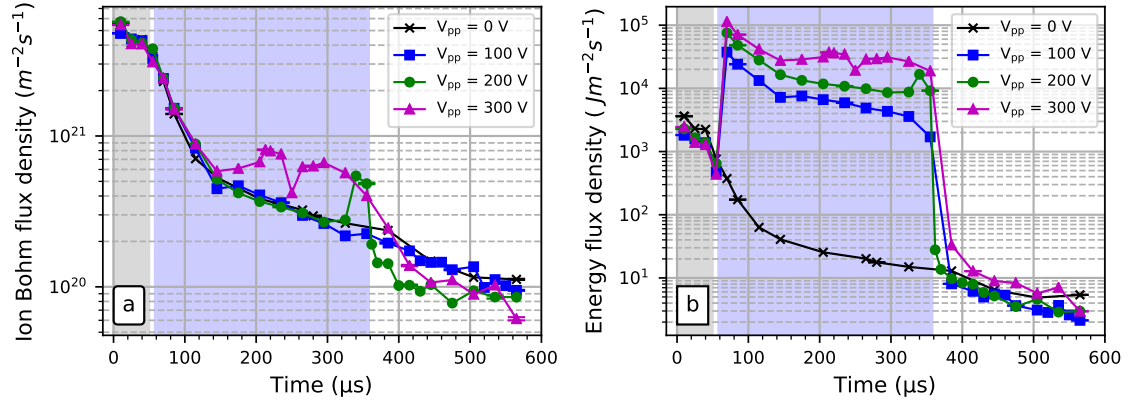 Ion Bohm flux density (m⁻²s⁻¹)
10²¹
10²⁰
V_pp = 0 V
V_pp = 100 V
V_pp = 200 V
V_pp = 300 V
a
0 100 200 300 400 500 600
Time (μs)
Energy flux density ( Jm⁻²s⁻¹)
10⁵
10⁴
10³
10²
10¹
V_pp = 0 V
V_pp = 100 V
V_pp = 200 V
V_pp = 300 V
b
0 100 200 300 400 500 600
Time (μs)